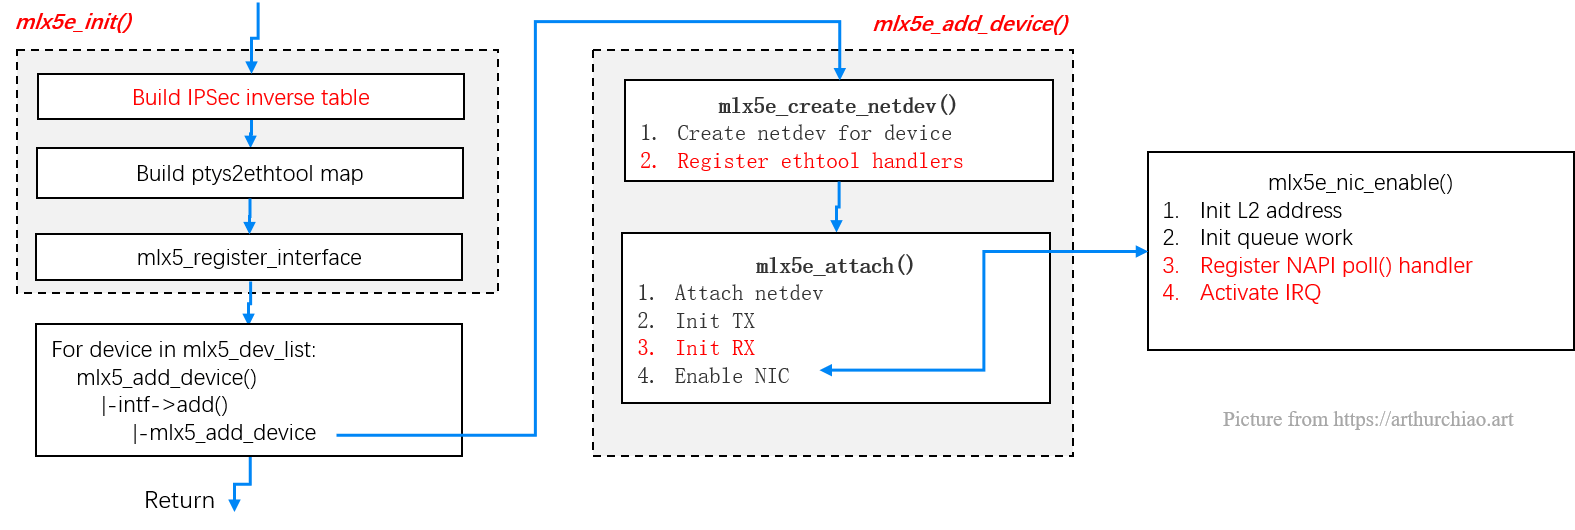 mlx5e_init()
Build IPSec inverse table
Build ptys2ethtool map
mlx5_register_interface
For device in mlx5_dev_list:
mlx5_add_device()
|-intf->add()
|-mlx5_add_device
Return
mlx5e_add_device()
mlx5e_create_netdev()
1. Create netdev for device
2. Register ethtool handlers
mlx5e_attach()
1. Attach netdev
2. Init TX
3. Init RX
4. Enable NIC
mlx5e_nic_enable()
1. Init L2 address
2. Init queue work
3. Register NAPI poll() handler
4. Activate IRQ
Picture from https://arthurchiao.art